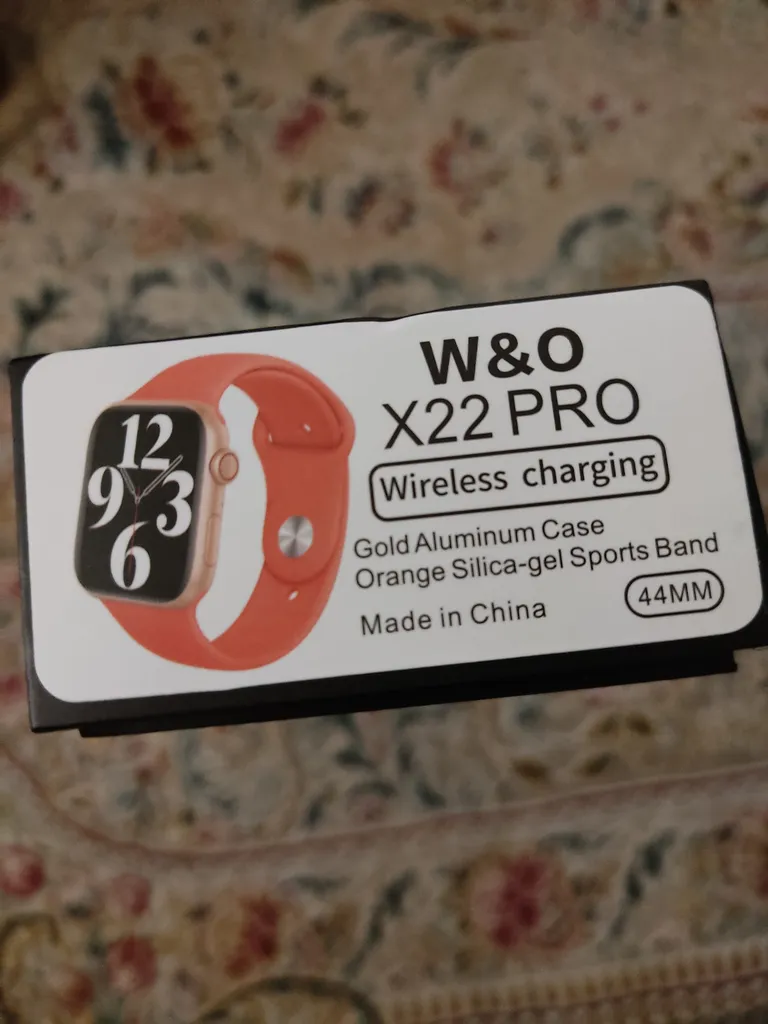 12
9
3
6
W&O
X22 PRO
Wireless charging
Gold Aluminum Case
Orange Silica-gel Sports Band
44MM
Made in China